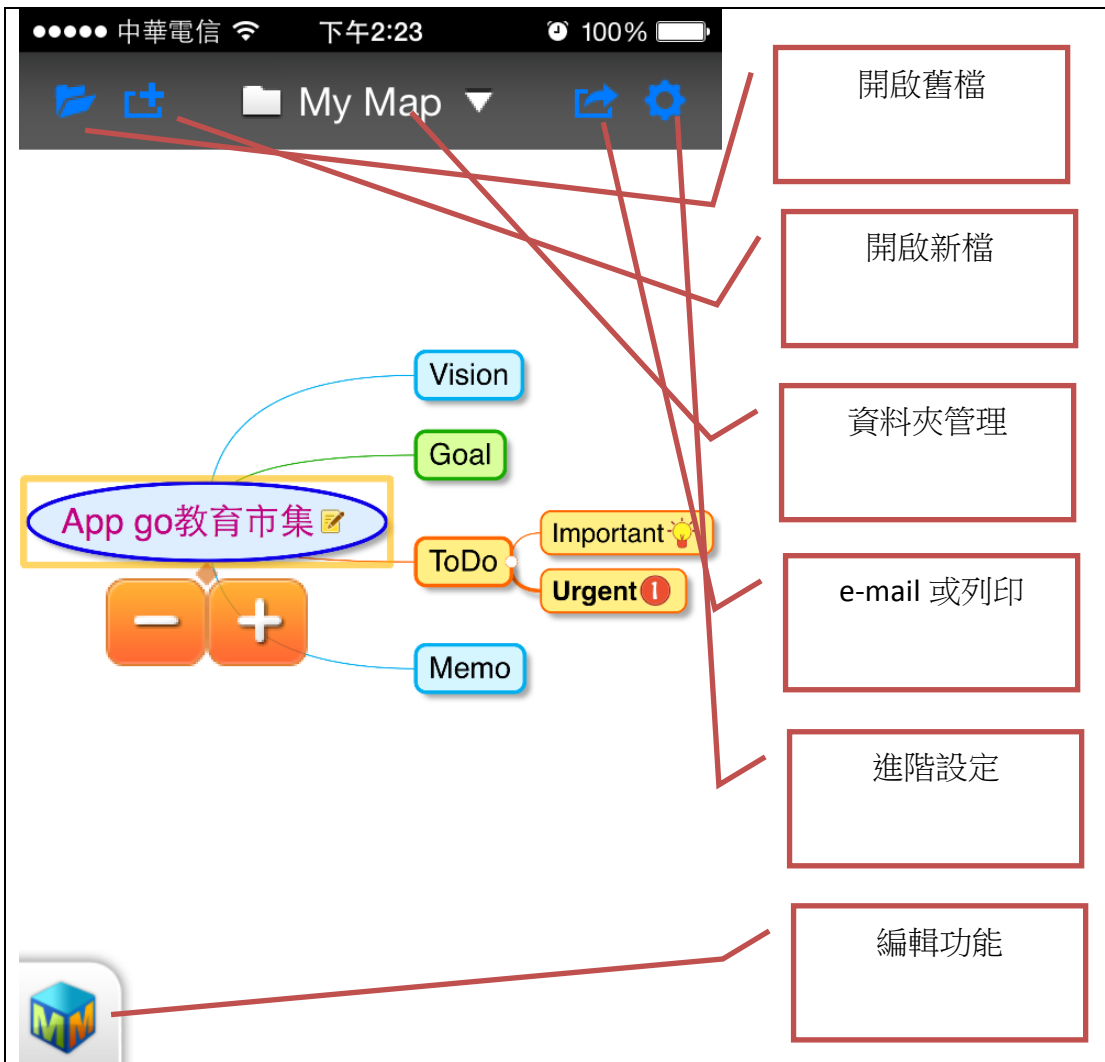 中華電信 下午2:23 100%
My Map
開啟舊檔
開啟新檔
資料夾管理
e-mail 或列印
進階設定
編輯功能
Vision
Goal
App go教育市集
ToDo
Important
Urgent 1
Memo
MM